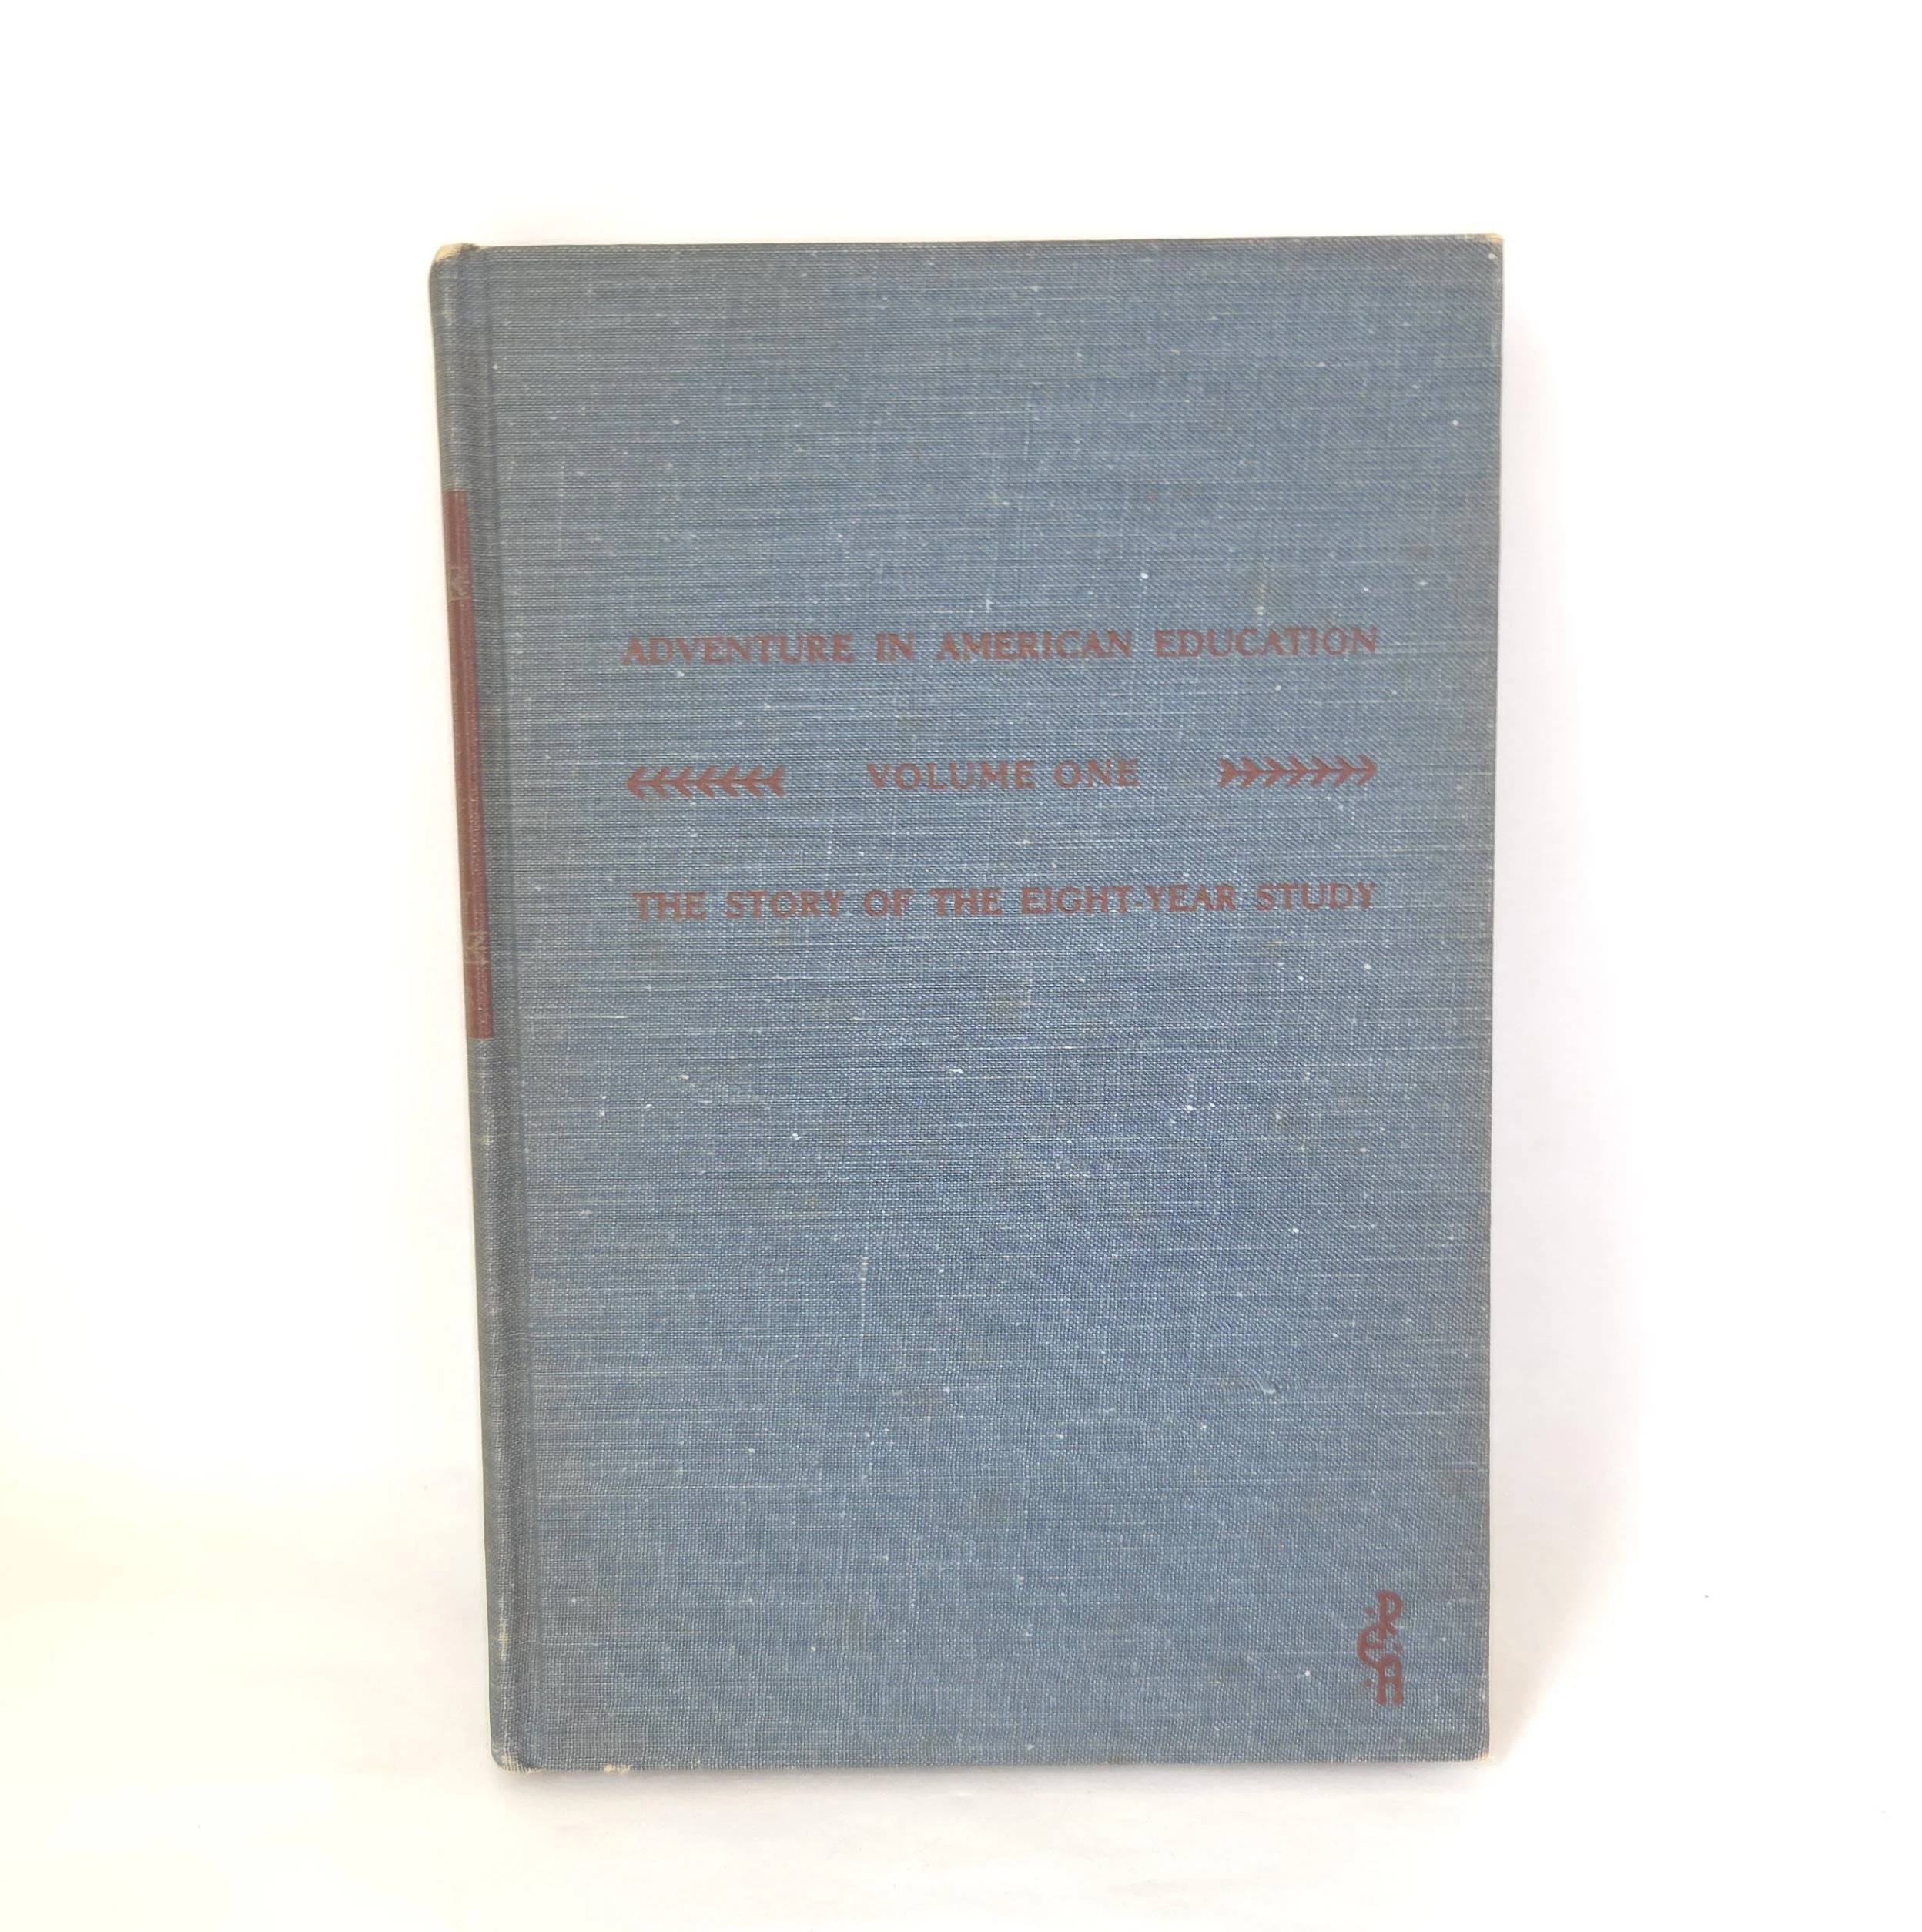 ADVENTURE IN AMERICAN EDUCATION
VOLUME ONE
THE STORY OF THE EIGHT-YEAR STUDY